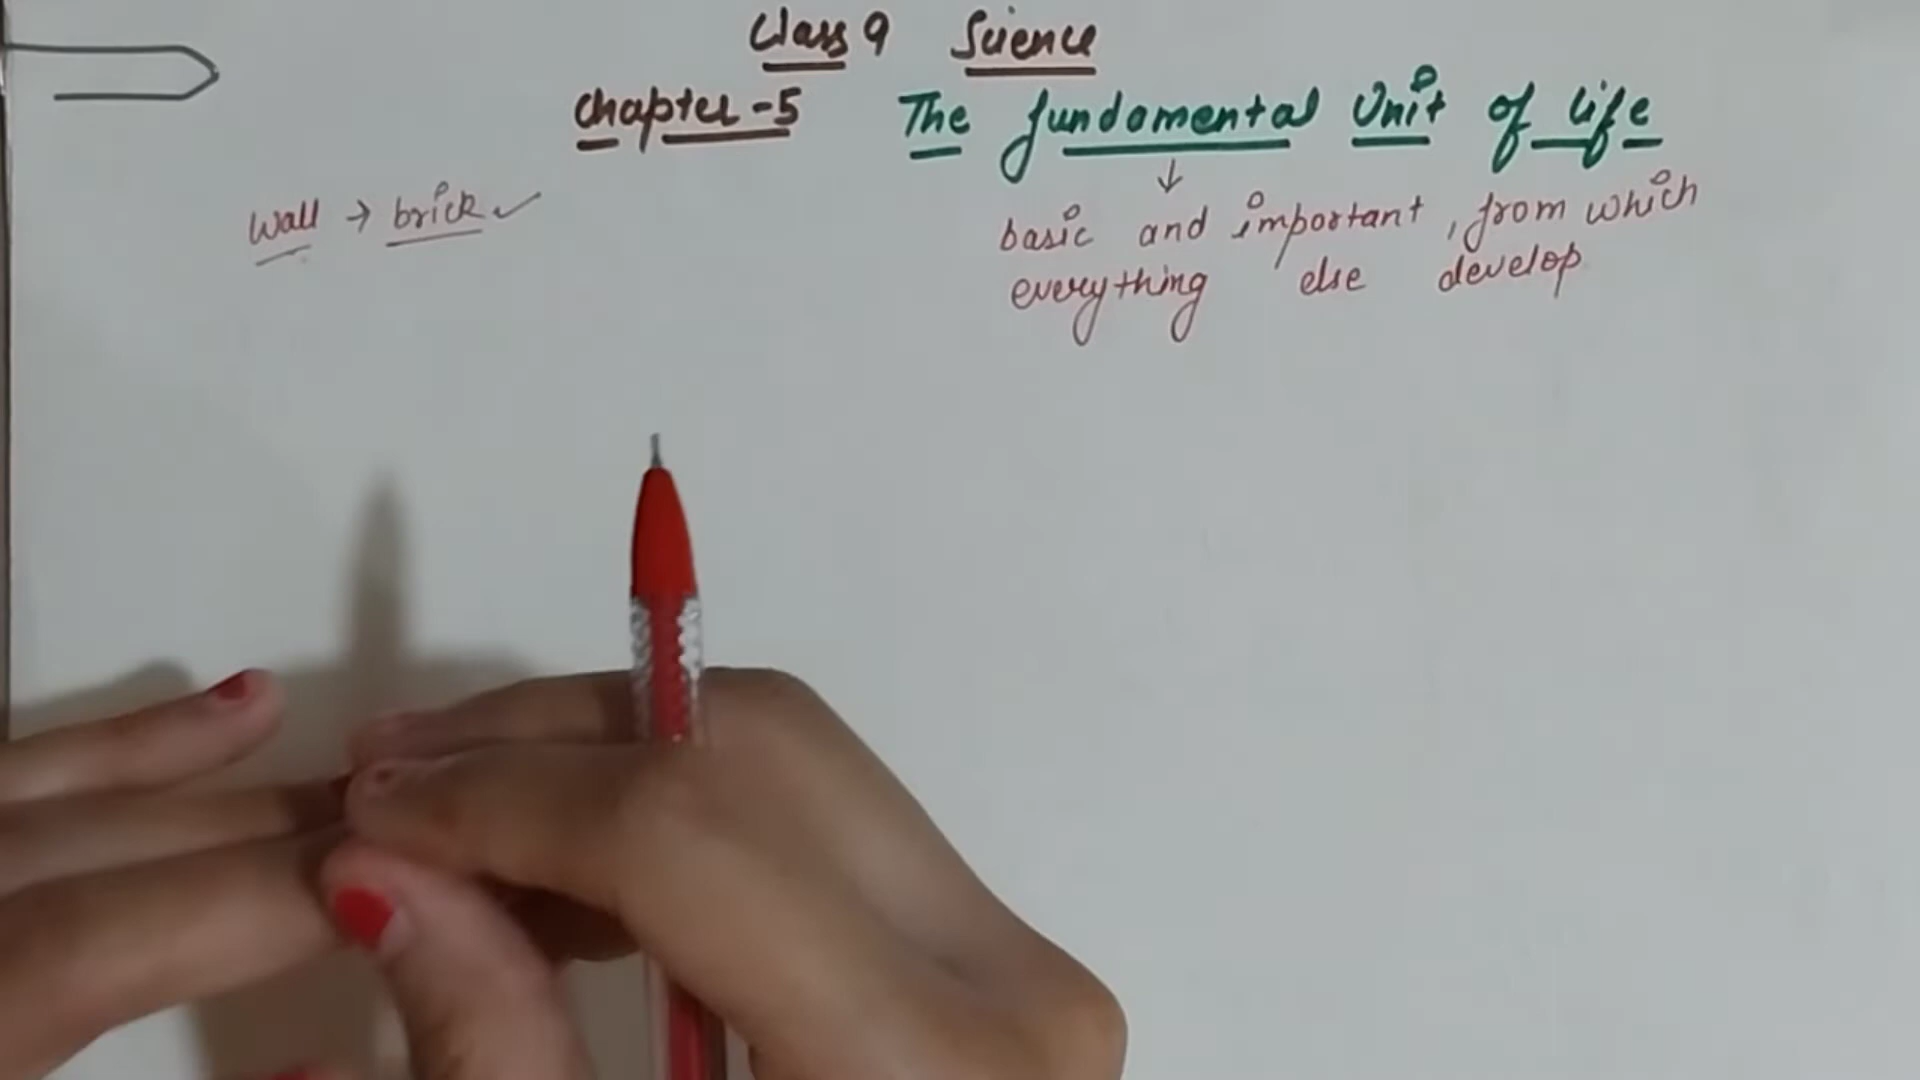 Class 9 Science
Chapter-5 The fundamental Unit of life
Wall → brick ✓
↓
basic and important, from which
everything else develop